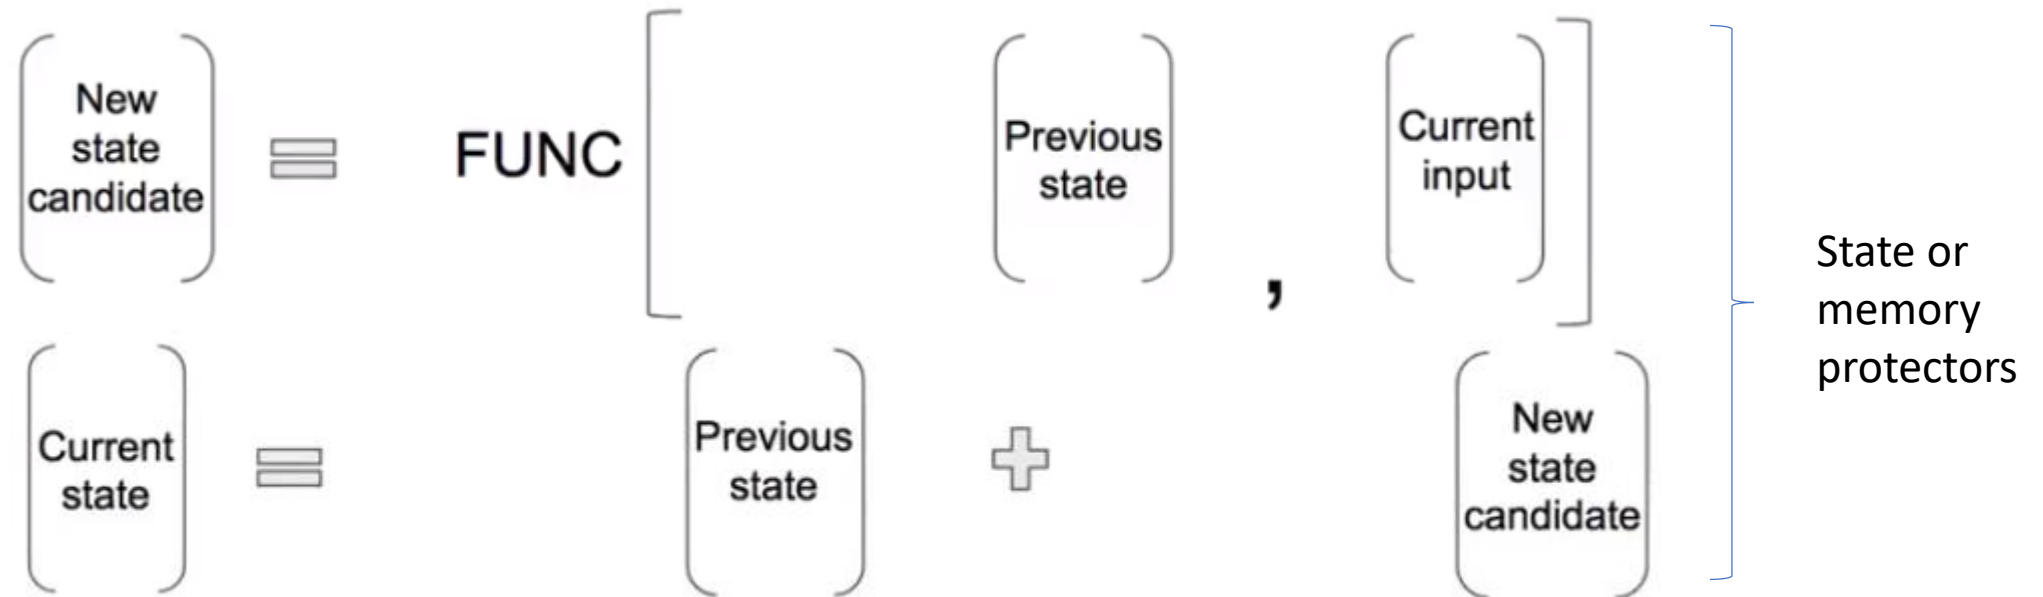 New
state
candidate
=
FUNC
Previous
state
,
Current
input
Current
state
=
Previous
state
+
New
state
candidate
State or
memory
protectors